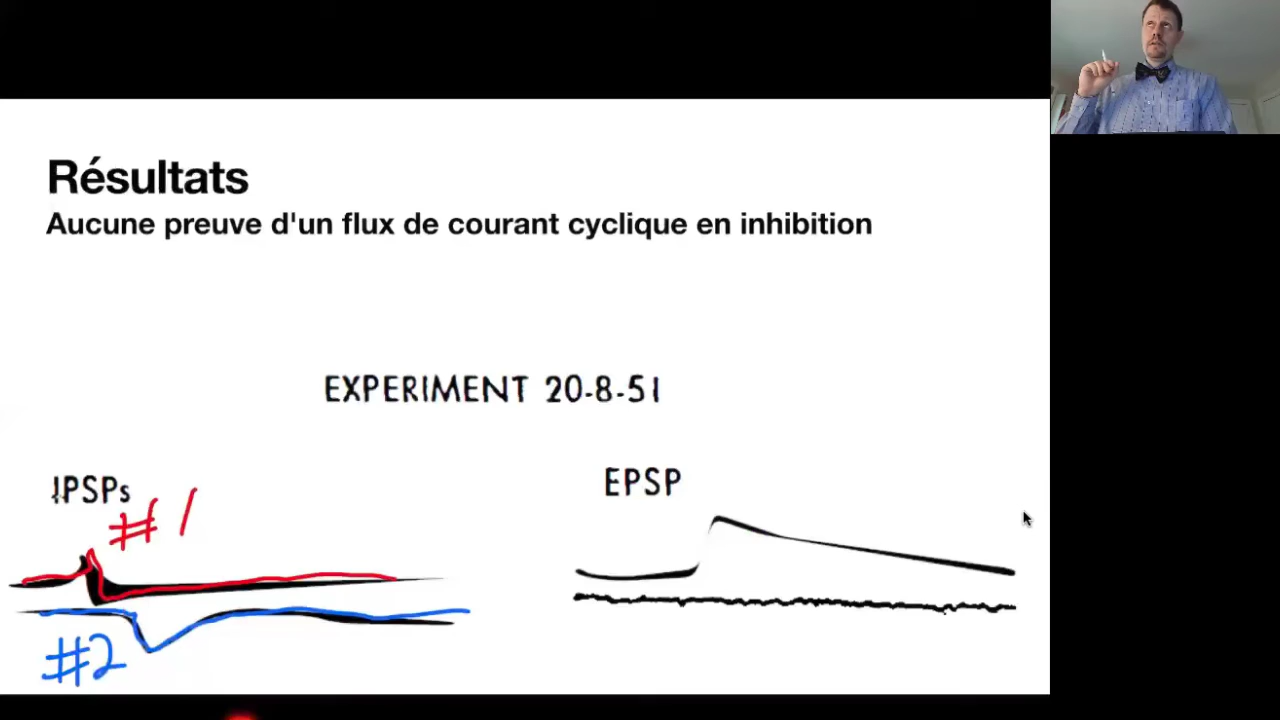 Résultats
Aucune preuve d'un flux de courant cyclique en inhibition
EXPERIMENT 20-8-51
IPSPs
EPSP
#1
#2